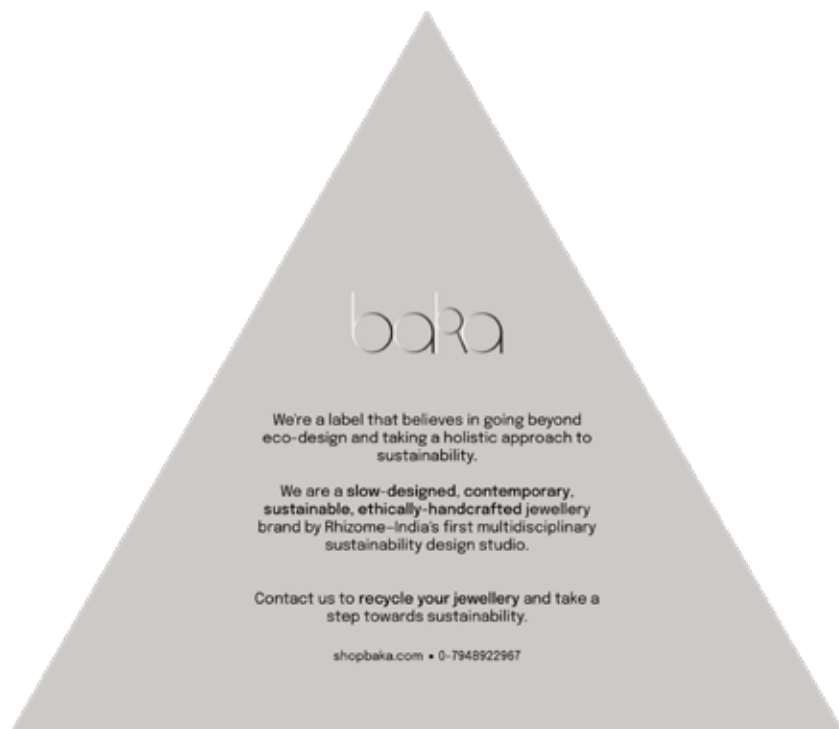 baka
We're a label that believes in going beyond
eco-design and taking a holistic approach to
sustainability.
We are a slow-designed, contemporary,
sustainable, ethically-handcrafted jewellery
brand by Rhizome–India's first multidisciplinary
sustainability design studio.
Contact us to recycle your jewellery and take a
step towards sustainability.
shopbaka.com • 0-7948922967